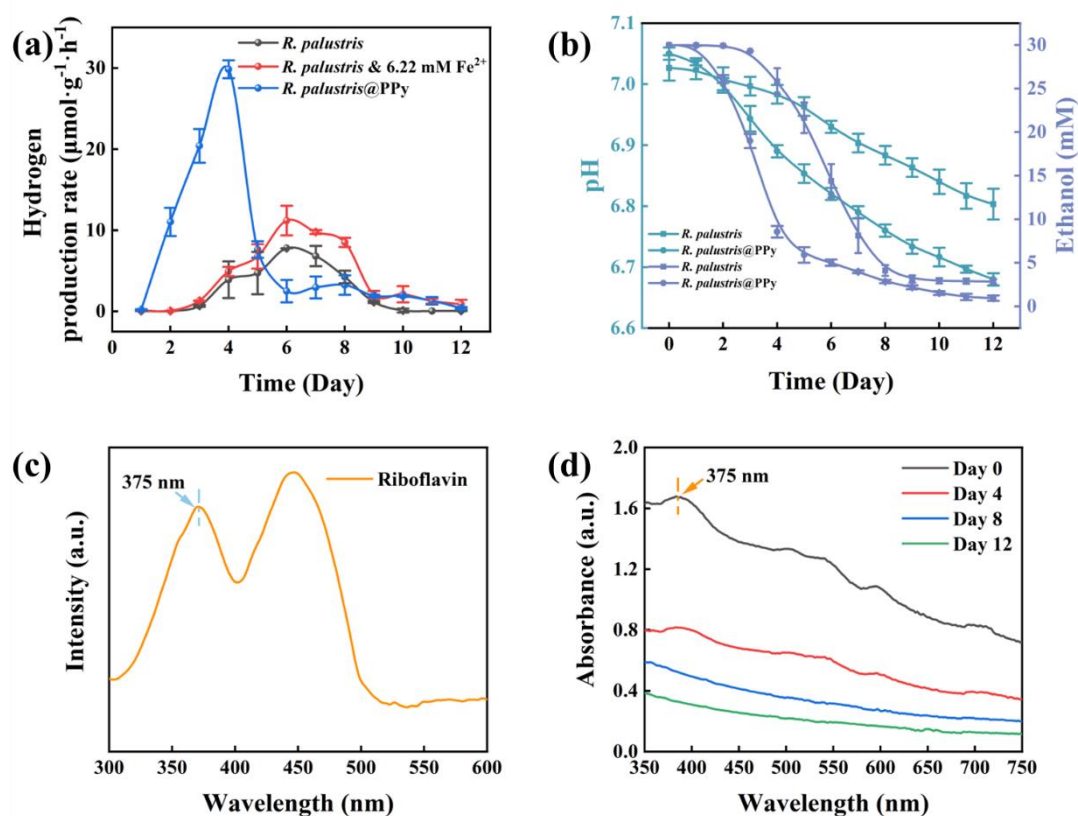 (a)
Hydrogen
production rate (μmol·g⁻¹·h⁻¹)
30
20
10
0
R. palustris
R. palustris & 6.22 mM Fe²⁺
R. palustris@PPy
0 2 4 6 8 10 12
Time (Day)
(b)
pH
7.1
7.0
6.9
6.8
6.7
6.6
R. palustris
R. palustris@PPy
R. palustris
R. palustris@PPy
30
25
20
15
10
5
0
Ethanol (mM)
0 2 4 6 8 10 12
Time (Day)
(c)
375 nm
Riboflavin
Intensity (a.u.)
300 350 400 450 500 550 600
Wavelength (nm)
(d)
375 nm
Day 0
Day 4
Day 8
Day 12
Absorbance (a.u.)
2.0
1.6
1.2
0.8
0.4
0.0
350 400 450 500 550 600 650 700 750
Wavelength (nm)